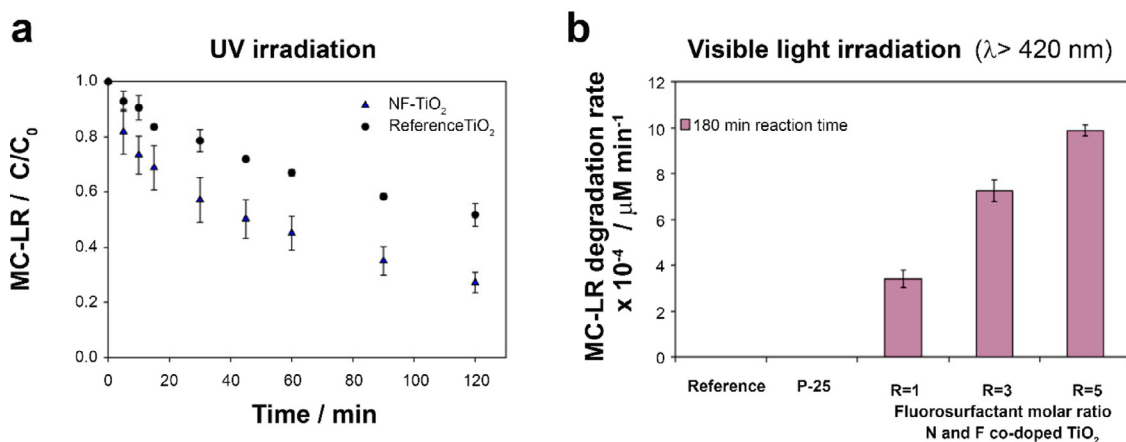 a
UV irradiation
1.0
0.8
0.6
0.4
0.2
0.0
MC-LR / C/C₀
NF-TiO₂
ReferenceTiO₂
0 20 40 60 80 100 120
Time / min
b
Visible light irradiation (λ> 420 nm)
12
10
8
6
4
2
0
MC-LR degradation rate
x 10⁻⁴ / μM min⁻¹
180 min reaction time
Reference P-25 R=1 R=3 R=5
Fluorosurfactant molar ratio
N and F co-doped TiO₂